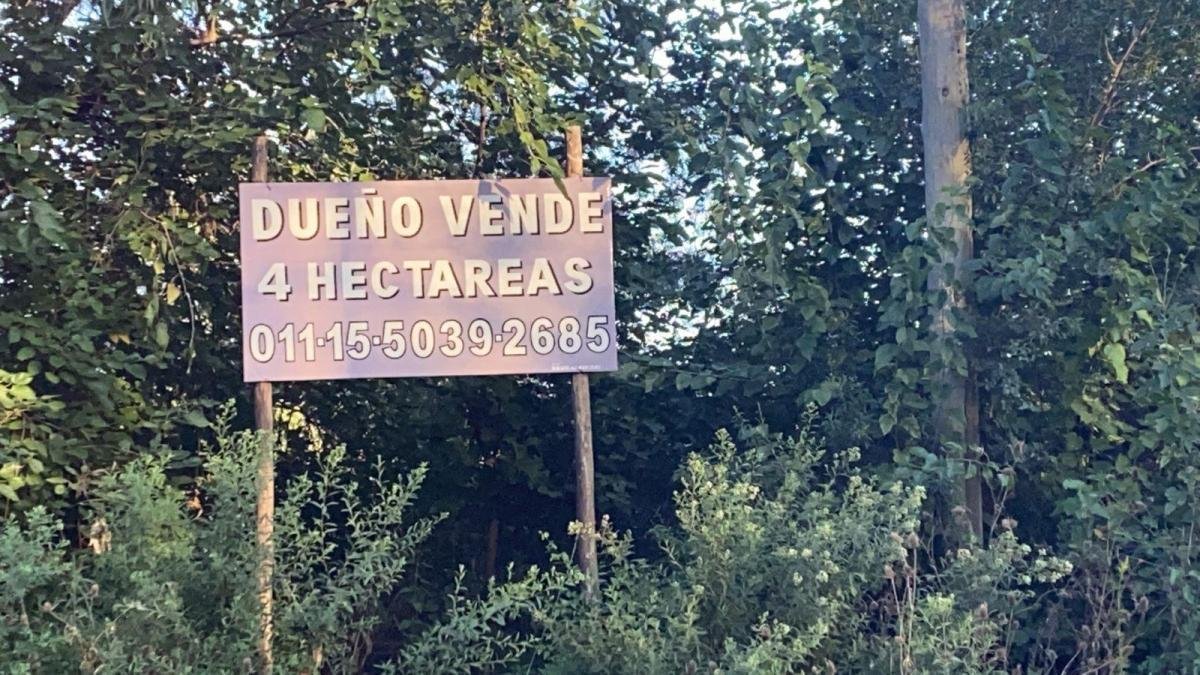 DUEÑO VENDE
4 HECTAREAS
011-15-5039-2685